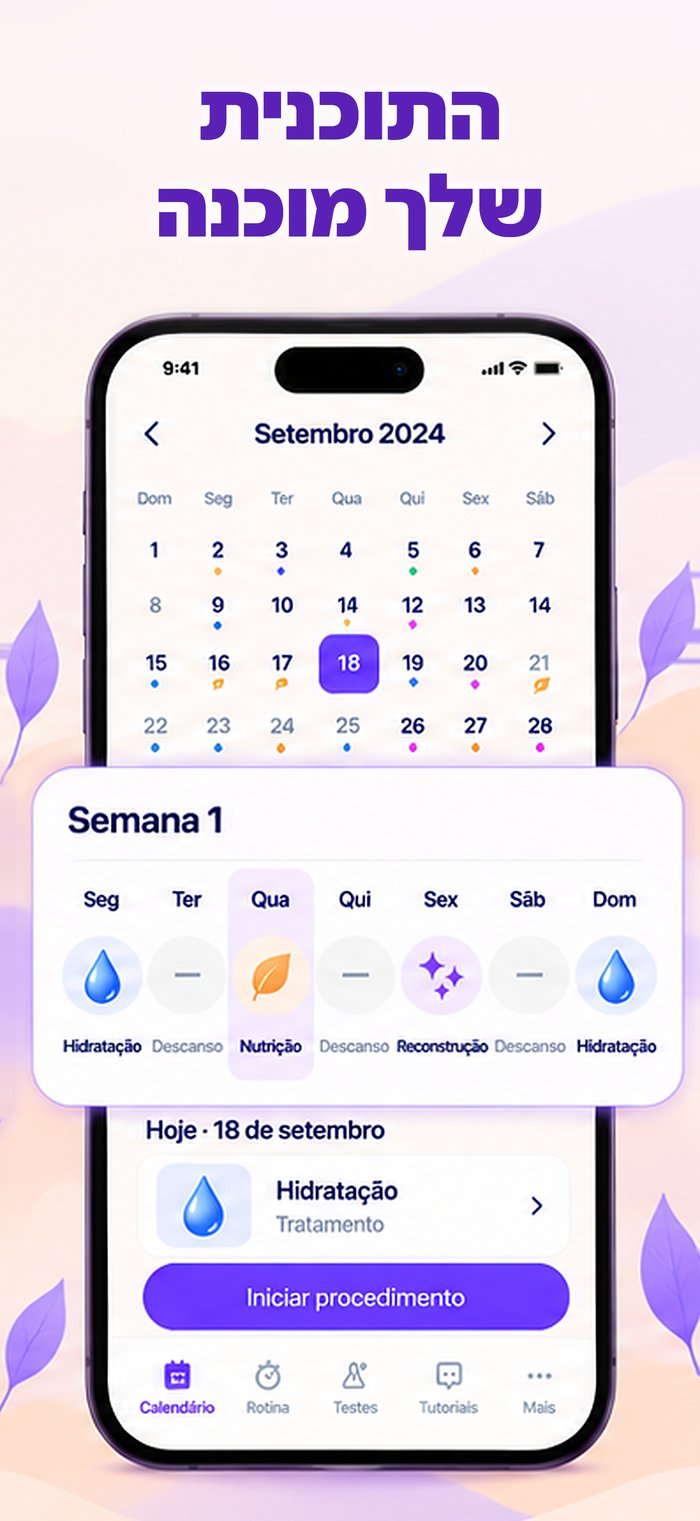 התוכנית
שלך מוכנה
9:41
Setembro 2024
Dom Seg Ter Qua Qui Sex Sáb
1 2 3 4 5 6 7
8 9 10 14 12 13 14
15 16 17 18 19 20 21
22 23 24 25 26 27 28
Semana 1
Seg Ter Qua Qui Sex Sãb Dom
Hidratação Descanso Nutrição Descanso Reconstrução Descanso Hidratação
Hoje · 18 de setembro
Hidratação
Tratamento
Iniciar procedimento
Calendário Rotina Testes Tutoriais Mais